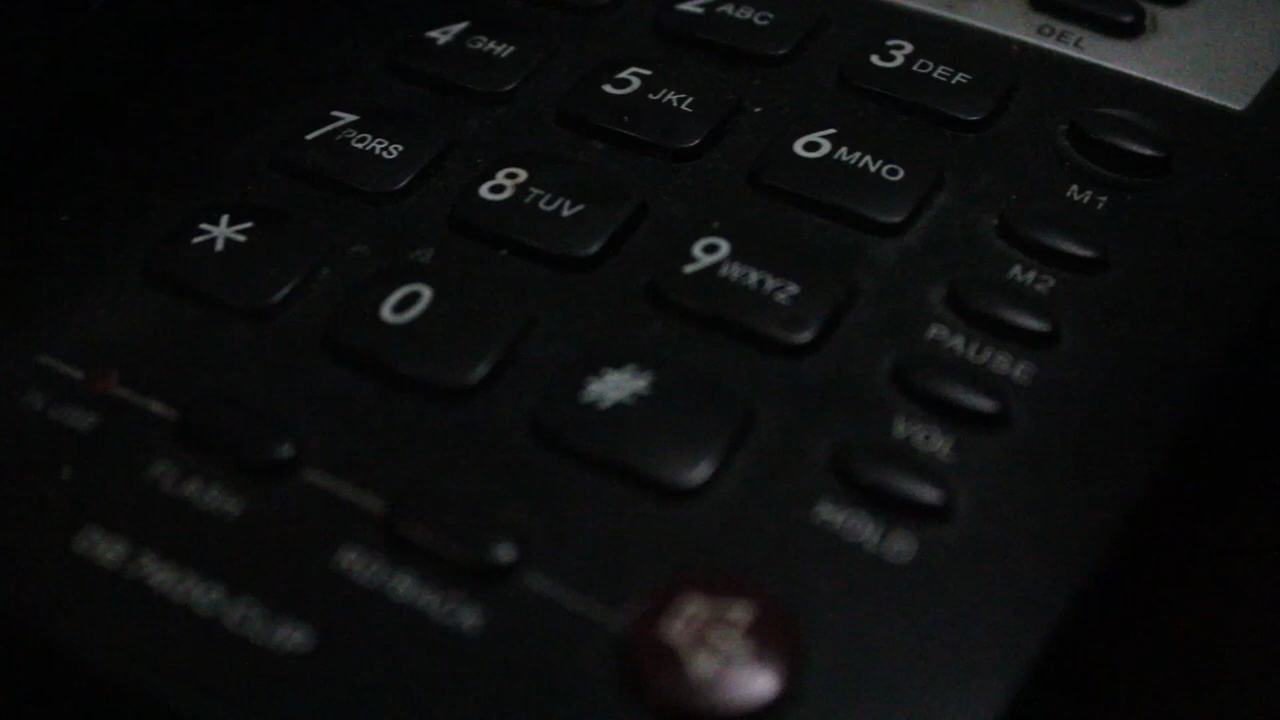 2 ABC
3 DEF
DEL
4 GHI
5 JKL
6 MNO
M1
7 PQRS
8 TUV
9 WXYZ
M2
*
0
#
PAUSE
VOL
HOLD
FLASH